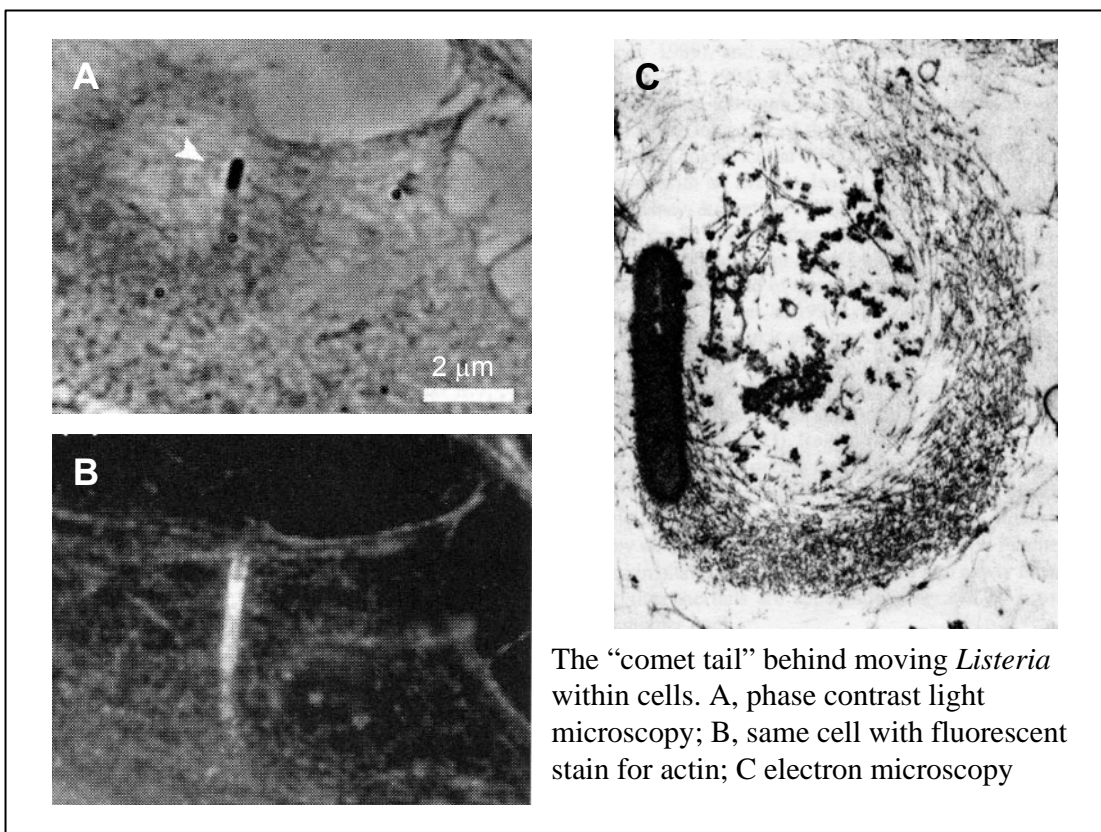 A
2 μm
B
C
The “comet tail” behind moving Listeria
within cells. A, phase contrast light
microscopy; B, same cell with fluorescent
stain for actin; C electron microscopy